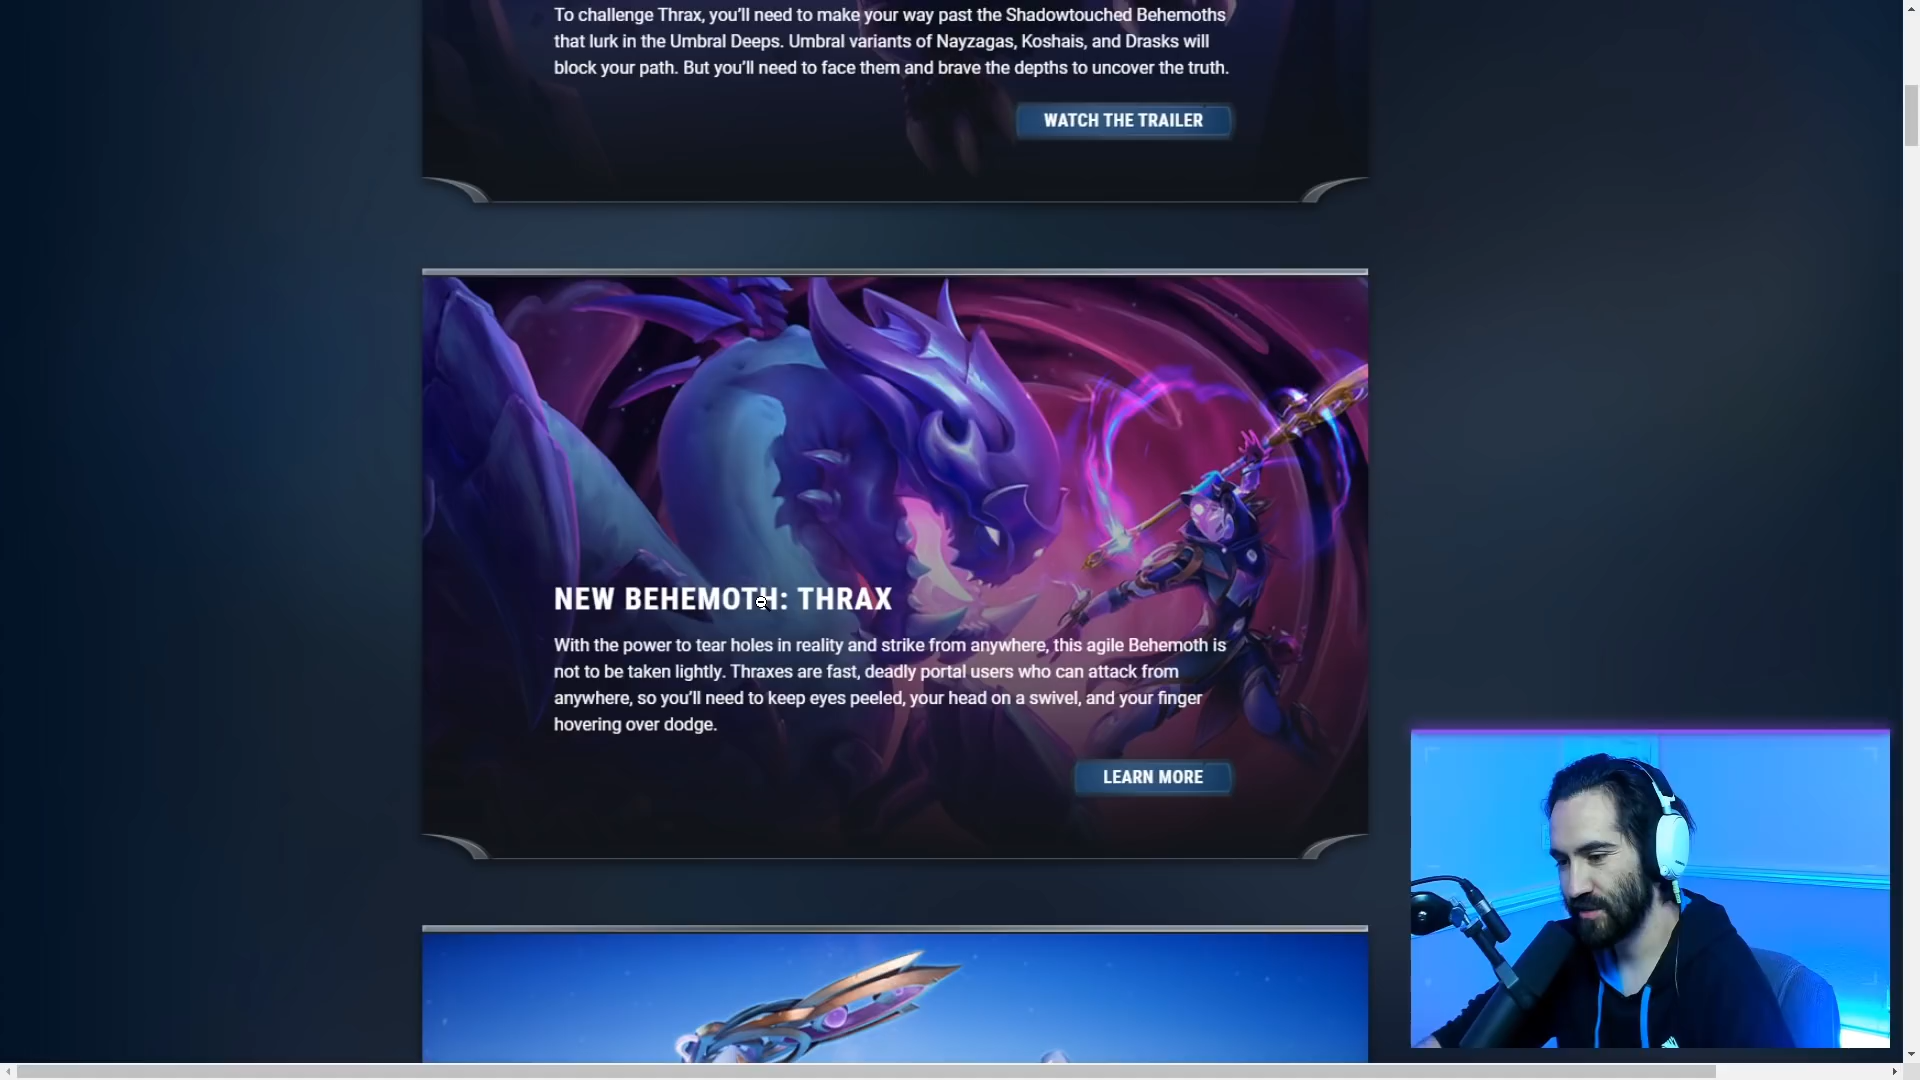 To challenge Thrax, you’ll need to make your way past the Shadowtouched Behemoths
that lurk in the Umbral Deeps. Umbral variants of Nayzagas, Koshais, and Drasks will
block your path. But you’ll need to face them and brave the depths to uncover the truth.
WATCH THE TRAILER
NEW BEHEMOTH: THRAX
With the power to tear holes in reality and strike from anywhere, this agile Behemoth is
not to be taken lightly. Thraxes are fast, deadly portal users who can attack from
anywhere, so you’ll need to keep eyes peeled, your head on a swivel, and your finger
hovering over dodge.
LEARN MORE